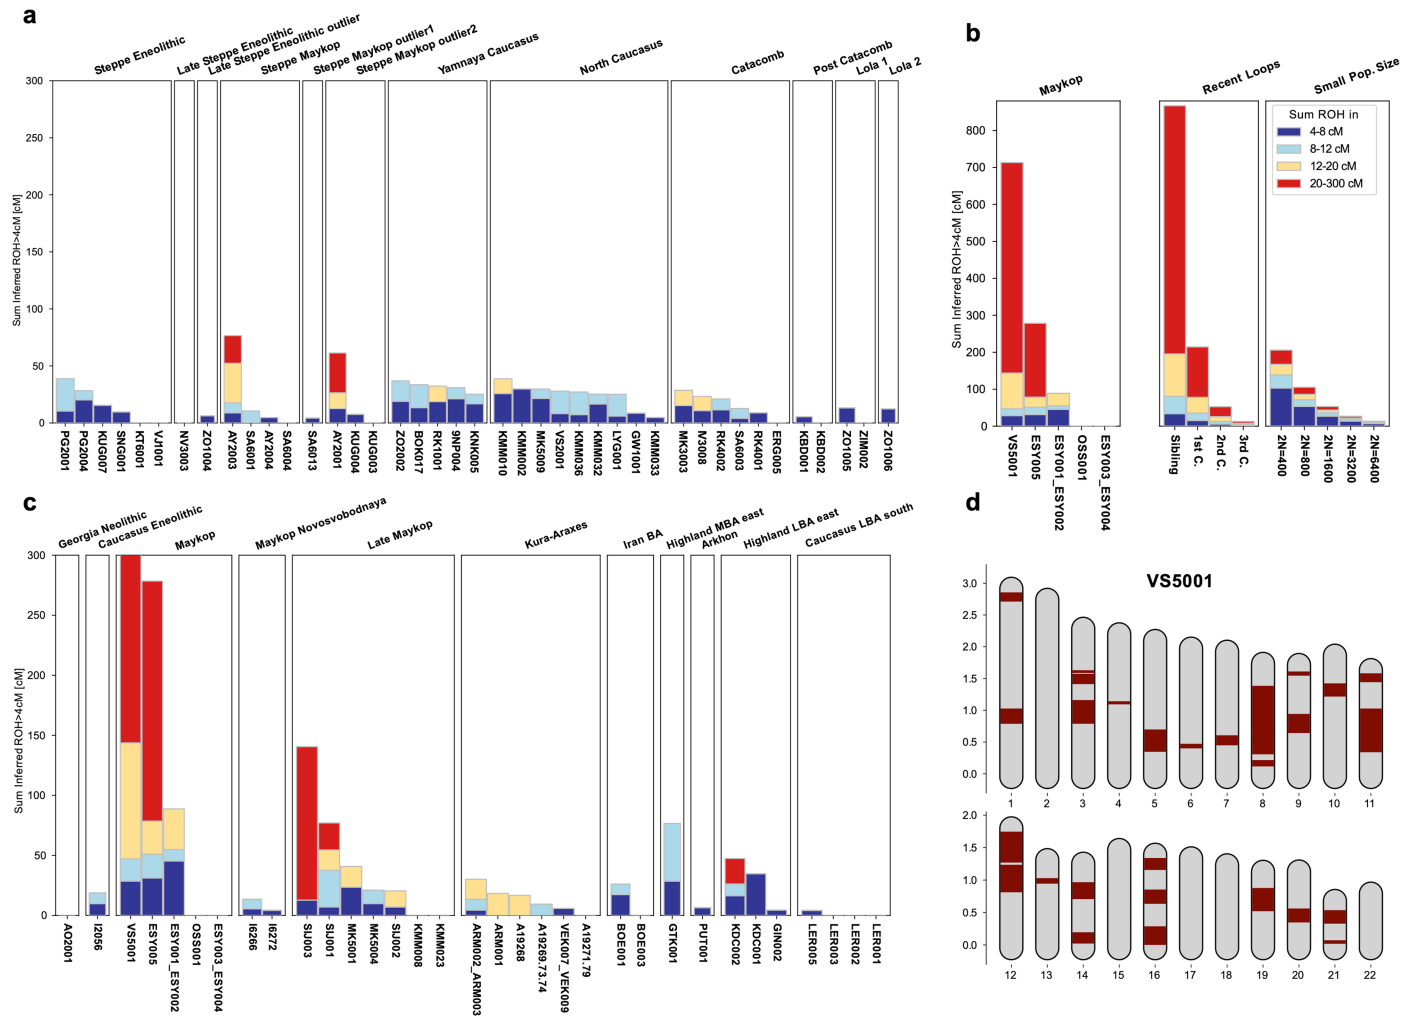 a
Steppe Eneolithic
Late Steppe Eneolithic
Late Steppe Eneolithic outlier
Steppe Maykop
Steppe Maykop outlier1
Steppe Maykop outlier2
Yamnaya Caucasus
North Caucasus
Catacomb
Post Catacomb
Lola 1
Lola 2
Sum Inferred ROH>4cM [cM]
300
250
200
150
100
50
0
PG2001
PG2004
KUG007
SNG001
KT6001
VJ1001
NV3003
ZO1004
AY2003
SA6001
AY2004
SA6004
SA6013
AY2001
KUG004
KUG003
ZO2002
BOK017
RK1001
SNP004
KNK005
KMM010
KMM002
MK5009
VS2001
KMM036
KMM032
LYG001
GW1001
KMM033
MK3003
IV3008
RK4002
SA6003
RK4001
ERG005
KBD001
KBD002
ZO1005
ZIM002
ZO1006
b
Maykop
Recent Loops
Small Pop. Size
Sum Inferred ROH>4cM [cM]
800
700
600
500
400
300
200
100
0
Sum ROH in
4-8 cM
8-12 cM
12-20 cM
20-300 cM
VS5001
ESY005
ESY001_ESY002
OSS001
ESY003_ESY004
Sibling
1st C.
2nd C.
3rd C.
2N=400
2N=800
2N=1600
2N=3200
2N=6400
c
Georgia Neolithic
Caucasus Eneolithic
Maykop
Maykop Novosvobodnaya
Late Maykop
Kura-Araxes
Iran BA
Highland MBA east
Arkhon
Highland LBA east
Caucasus LBA south
Sum Inferred ROH>4cM [cM]
300
250
200
150
100
50
0
AO2001
I2056
VS5001
ESY005
ESY001_ESY002
OSS001
ESY003_ESY004
I6266
I6272
SIJ003
SIJ001
MK5001
MK5004
SIJ002
KMM008
KMM023
ARM002_ARM003
ARM001
A19268
A19269.73.74
VEK007_VEK009
A19271.79
BOE001
BOE003
GTK001
PUT001
KDC002
KDC001
GIN002
LER005
LER003
LER002
LER001
d
VS5001
3.0
2.5
2.0
1.5
1.0
0.5
0.0
1 2 3 4 5 6 7 8 9 10 11
2.0
1.5
1.0
0.5
0.0
12 13 14 15 16 17 18 19 20 21 22